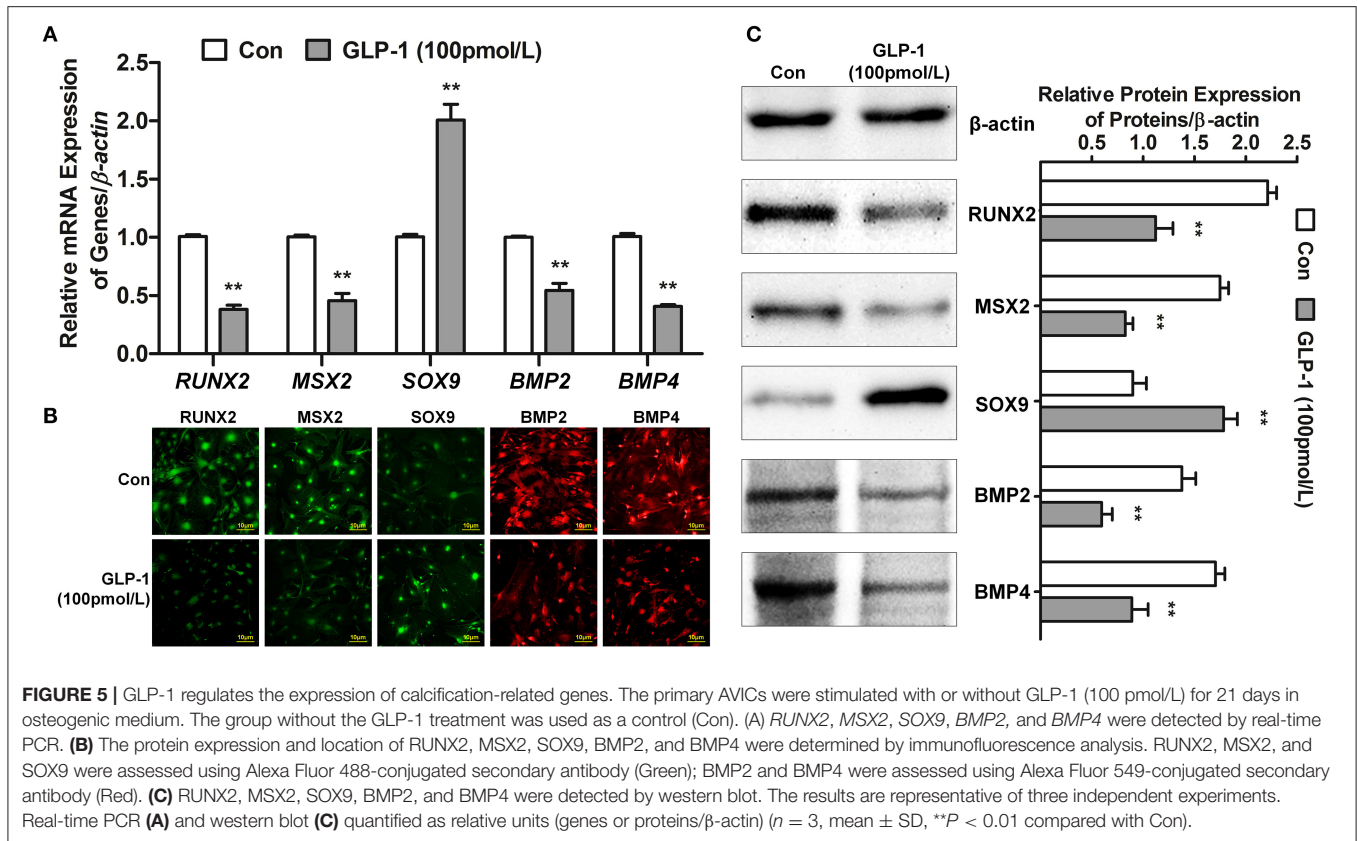 A
Con
GLP-1 (100pmol/L)
Relative mRNA Expression
of Genes/β-actin
2.5
2.0
1.5
1.0
0.5
0.0
**
**
**
**
**
RUNX2
MSX2
SOX9
BMP2
BMP4
B
RUNX2
MSX2
SOX9
BMP2
BMP4
Con
10μm
10μm
10μm
10μm
10μm
GLP-1
(100pmol/L)
10μm
10μm
10μm
10μm
10μm
C
Con
GLP-1
(100pmol/L)
β-actin
RUNX2
MSX2
SOX9
BMP2
BMP4
Relative Protein Expression
of Proteins/β-actin
0.5
1.0
1.5
2.0
2.5
**
**
**
**
**
Con
GLP-1 (100pmol/L)
FIGURE 5 | GLP-1 regulates the expression of calcification-related genes. The primary AVICs were stimulated with or without GLP-1 (100 pmol/L) for 21 days in
osteogenic medium. The group without the GLP-1 treatment was used as a control (Con). (A) RUNX2, MSX2, SOX9, BMP2, and BMP4 were detected by real-time
PCR. (B) The protein expression and location of RUNX2, MSX2, SOX9, BMP2, and BMP4 were determined by immunofluorescence analysis. RUNX2, MSX2, and
SOX9 were assessed using Alexa Fluor 488-conjugated secondary antibody (Green); BMP2 and BMP4 were assessed using Alexa Fluor 549-conjugated secondary
antibody (Red). (C) RUNX2, MSX2, SOX9, BMP2, and BMP4 were detected by western blot. The results are representative of three independent experiments.
Real-time PCR (A) and western blot (C) quantified as relative units (genes or proteins/β-actin) (n = 3, mean ± SD, **P < 0.01 compared with Con).